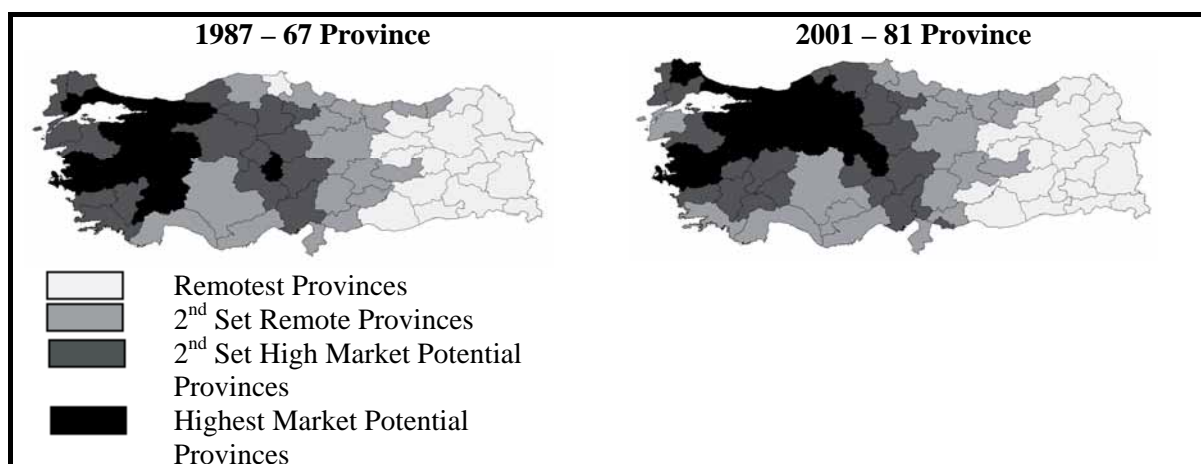 1987 – 67 Province
2001 – 81 Province
Remotest Provinces
2nd Set Remote Provinces
2nd Set High Market Potential
Provinces
Highest Market Potential
Provinces